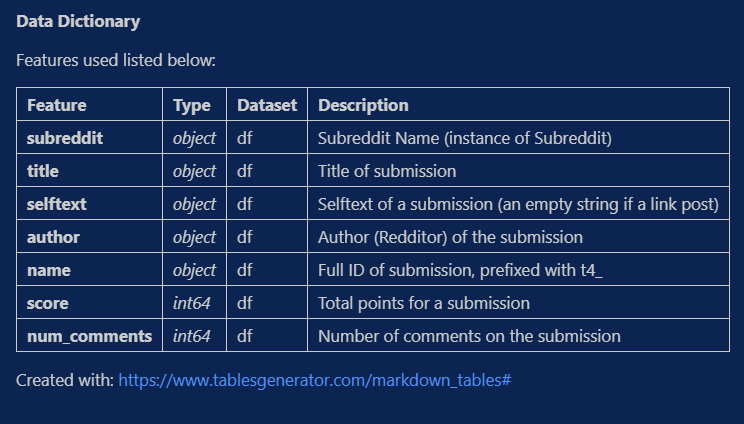 Data Dictionary
Features used listed below:
Feature Type Dataset Description
subreddit object df Subreddit Name (instance of Subreddit)
title object df Title of submission
selftext object df Selftext of a submission (an empty string if a link post)
author object df Author (Redditor) of the submission
name object df Full ID of submission, prefixed with t4_
score int64 df Total points for a submission
num_comments int64 df Number of comments on the submission
Created with: https://www.tablesgenerator.com/markdown_tables#